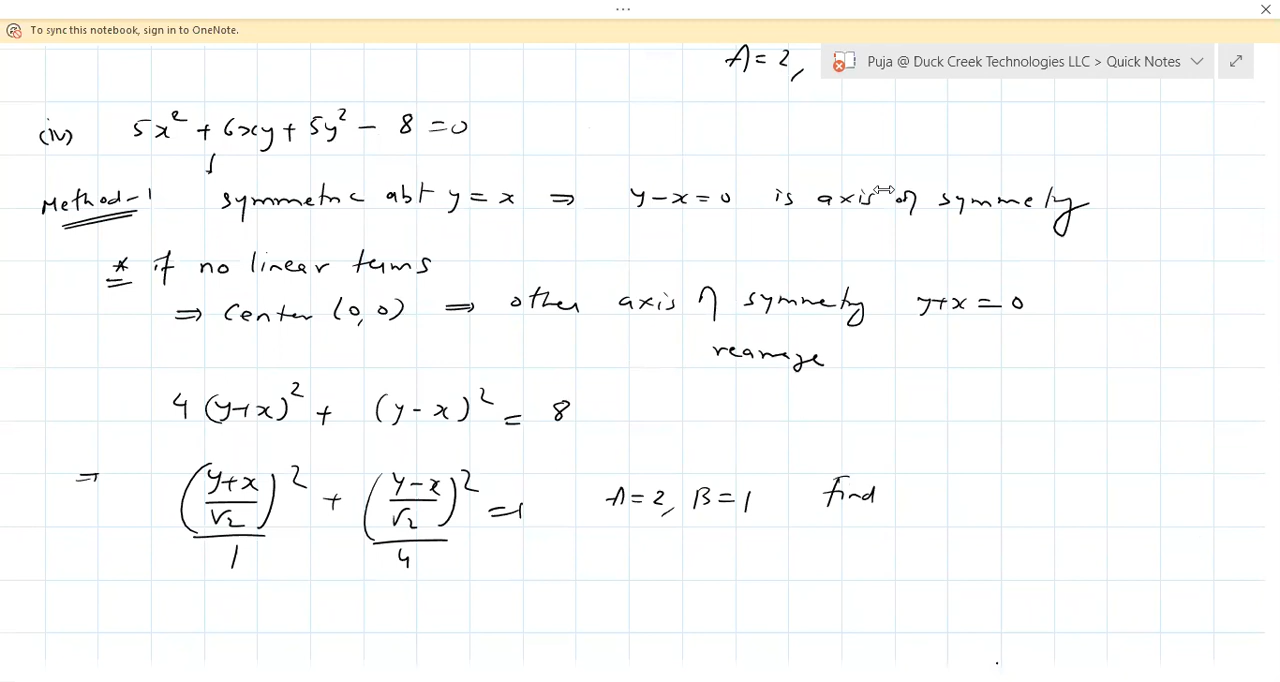 ...
To sync this notebook, sign in to OneNote.
A = 2,
Puja @ Duck Creek Technologies LLC > Quick Notes
(iv) 5x² + 6xy + 5y² - 8 = 0
Method-1 symmetric abt y = x ⇒ y - x = 0 is axis of symmetry
* if no linear terms
⇒ Center (0, 0) ⇒ other axis of symmetry y+x = 0
rearrange
4 (y+x)² + (y - x)² = 8
⇒ ((y+x)/√2)²/1 + ((y-x)/√2)²/4 = 1 A = 2, B = 1 find